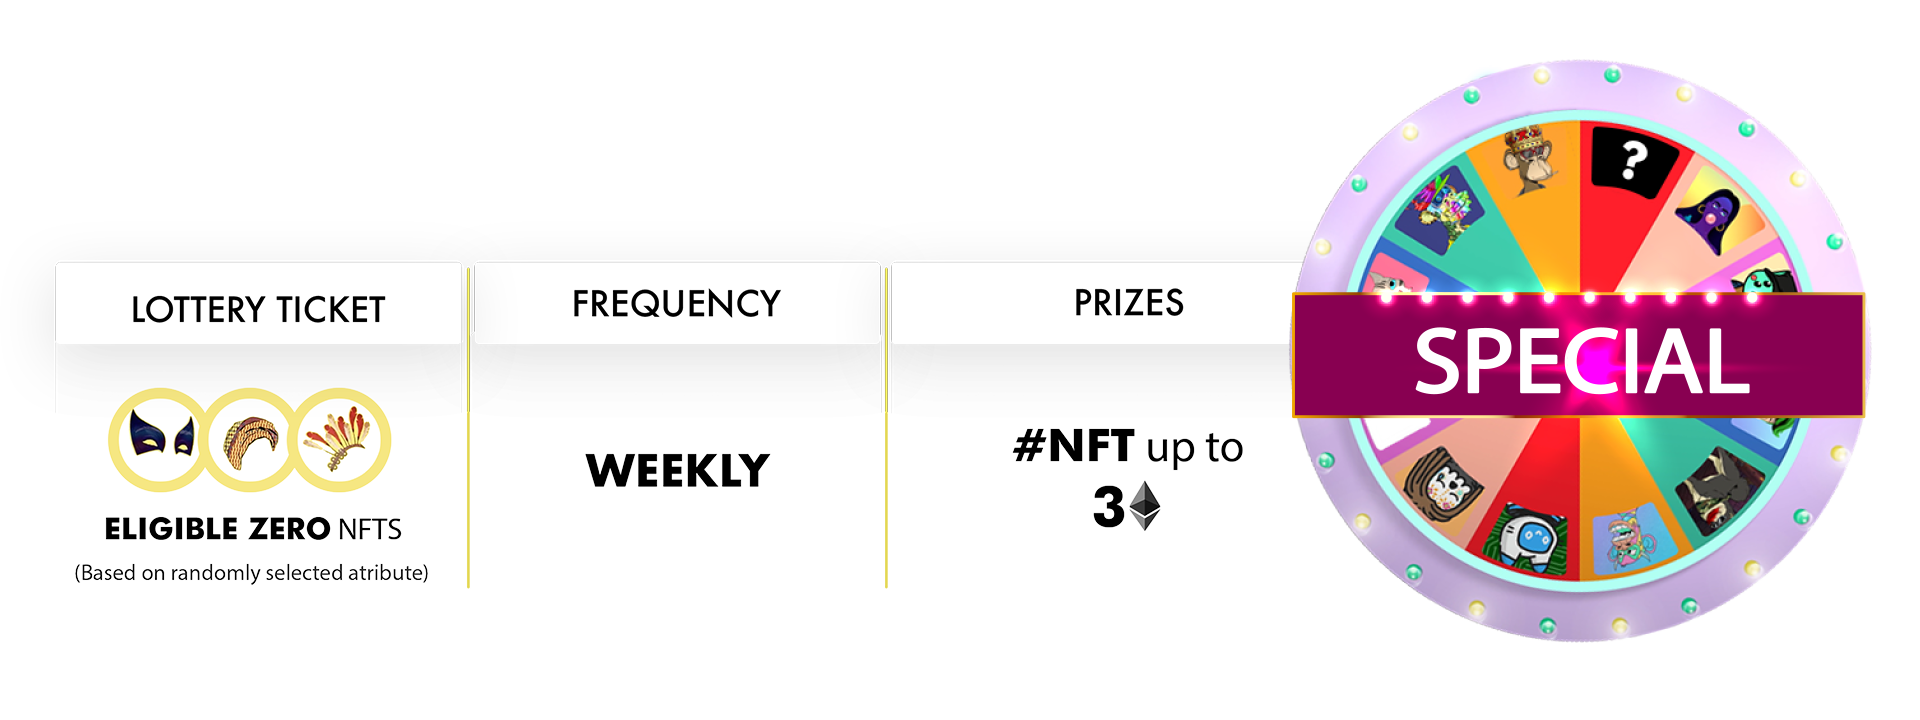 LOTTERY TICKET
FREQUENCY
PRIZES
?
SPECIAL
ELIGIBLE ZERO NFTS
(Based on randomly selected atribute)
WEEKLY
#NFT up to
3